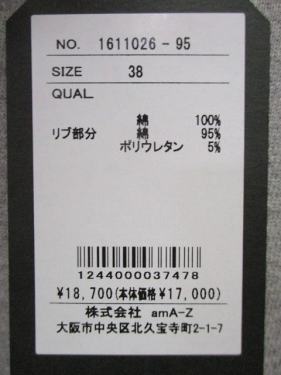 NO. 1611026-95
SIZE 38
QUAL
綿 100%
リブ部分 綿 95%
ポリウレタン 5%
1244000037478
¥18,700(本体価格¥17,000)
株式会社 amA-Z
大阪市中央区北久宝寺町2-1-7